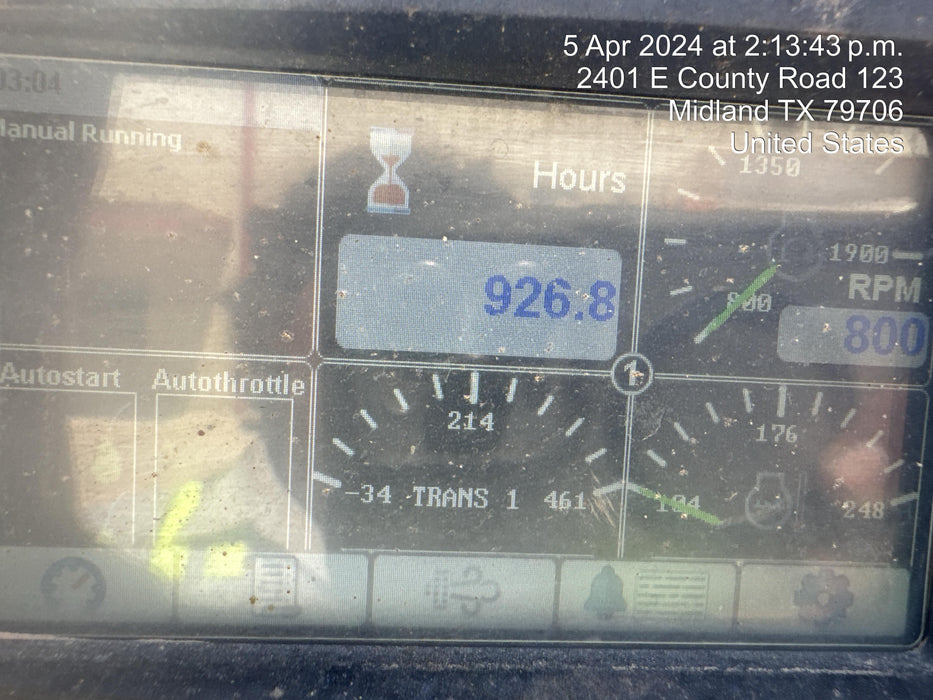 5 Apr 2024 at 2:13:43 p.m.
2401 E County Road 123
Midland TX 79706
United States
03:04
Manual Running
Hours
926.8
1350
1900
800
RPM
800
Autostart
Autothrottle
1
214
-34 TRANS 1 461
176
104
248